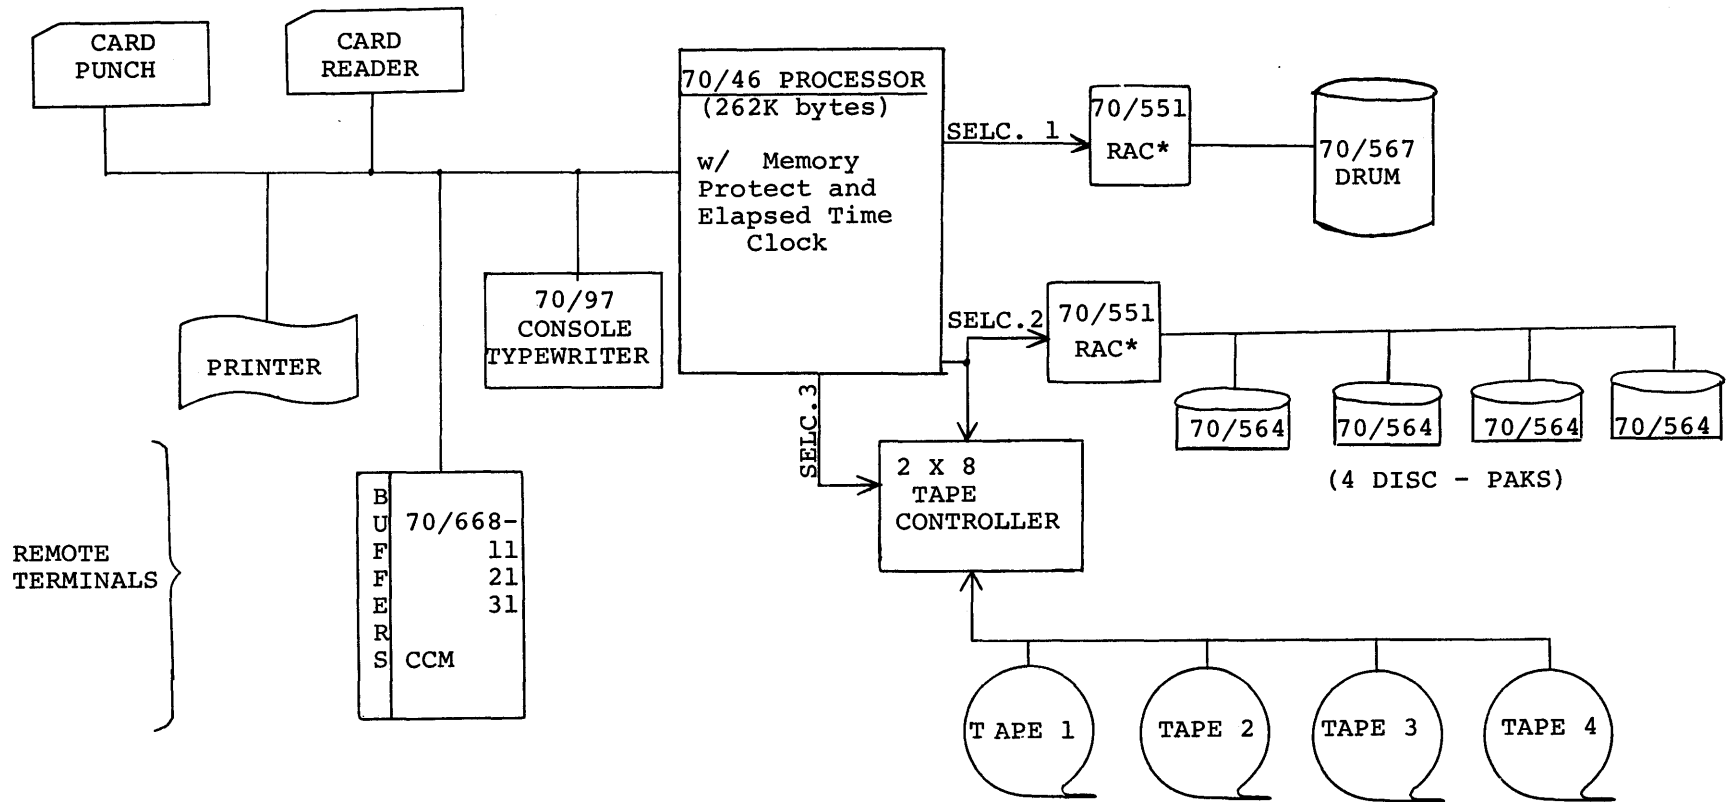 CARD
PUNCH
CARD
READER
70/46 PROCESSOR
(262K bytes)
w/ Memory
Protect and
Elapsed Time
Clock
SELC. 1
70/551
RAC*
70/567
DRUM
PRINTER
70/97
CONSOLE
TYPEWRITER
SELC.2
70/551
RAC*
70/564
70/564
70/564
70/564
(4 DISC - PAKS)
SELC.3
2 X 8
TAPE
CONTROLLER
REMOTE
TERMINALS
BUFFERS
70/668-
11
21
31
CCM
T APE 1
TAPE 2
TAPE 3
TAPE 4